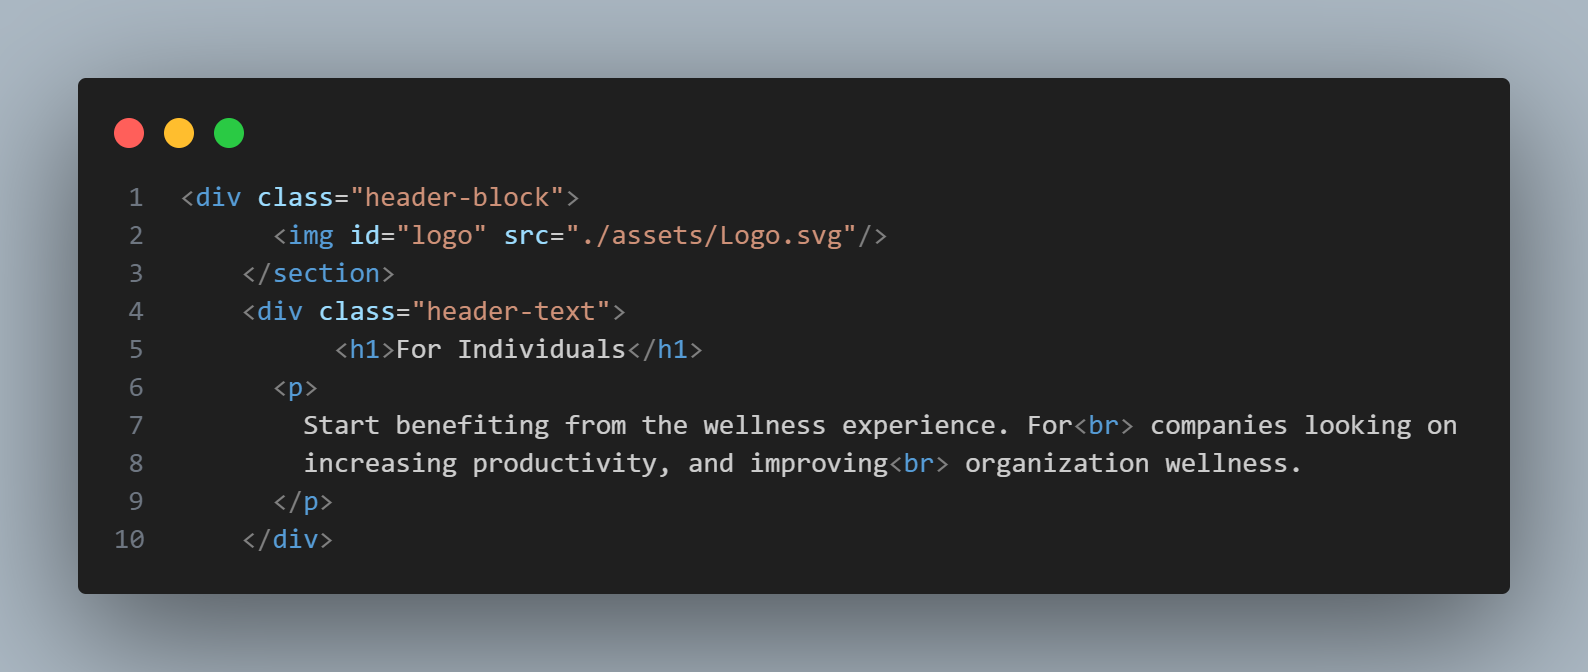 1 <div class="header-block">
2 <img id="logo" src="./assets/Logo.svg"/>
3 </section>
4 <div class="header-text">
5 <h1>For Individuals</h1>
6 <p>
7 Start benefiting from the wellness experience. For<br> companies looking on
8 increasing productivity, and improving<br> organization wellness.
9 </p>
10 </div>